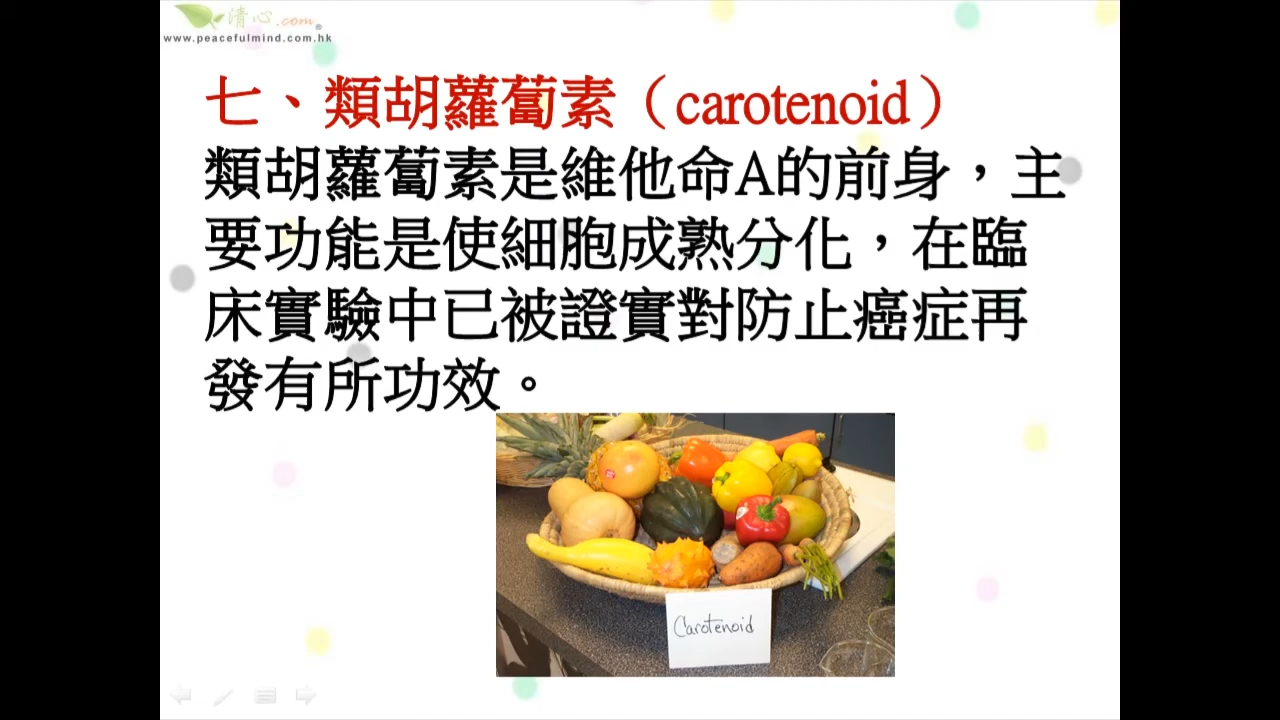 清心.com
www.peacefulmind.com.hk
七、類胡蘿蔔素（carotenoid）
類胡蘿蔔素是維他命A的前身，主
要功能是使細胞成熟分化，在臨
床實驗中已被證實對防止癌症再
發有所功效。
Carotenoid